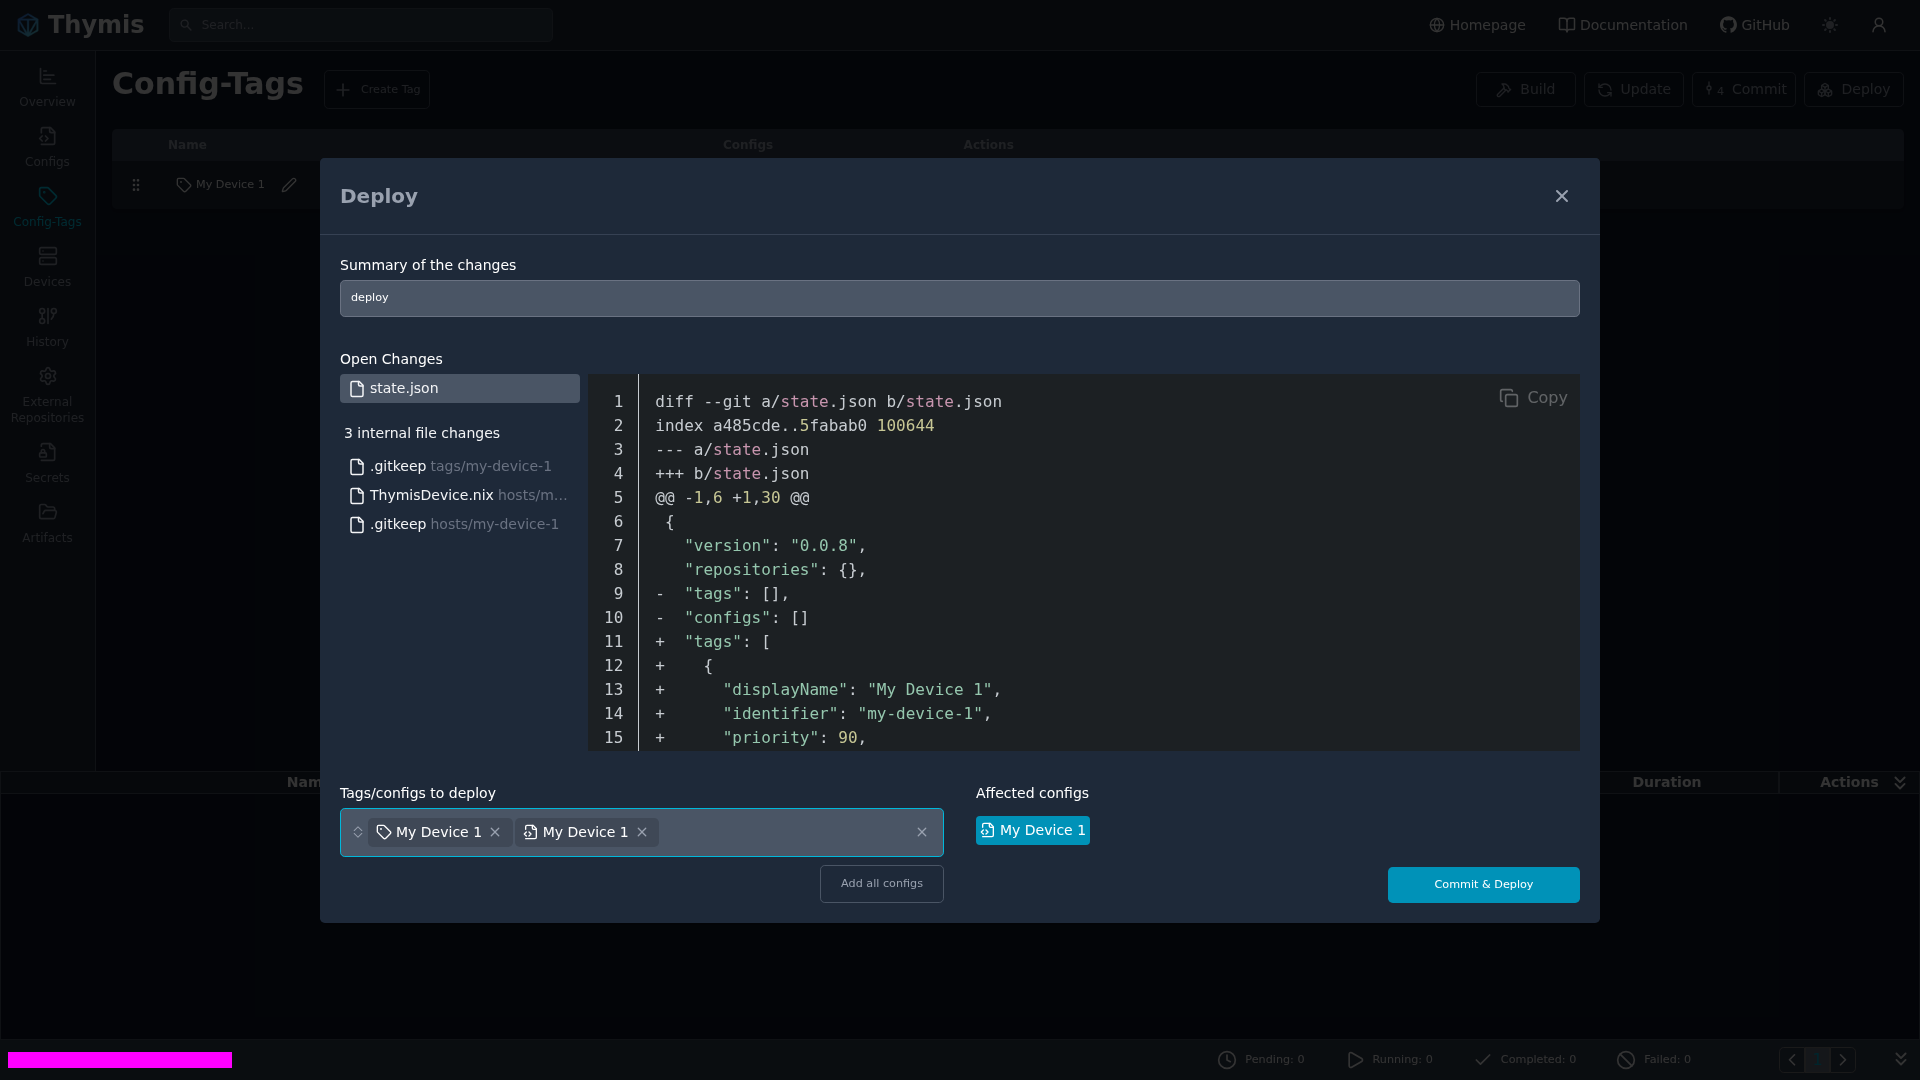 Thymis
Search...
Homepage
Documentation
GitHub
Overview
Configs
Config-Tags
Devices
History
External
Repositories
Secrets
Artifacts
Config-Tags
Create Tag
Build
Update
4 Commit
Deploy
Name Configs Actions
My Device 1
Deploy
Summary of the changes
deploy
Open Changes
state.json
3 internal file changes
.gitkeep tags/my-device-1
ThymisDevice.nix hosts/m...
.gitkeep hosts/my-device-1
Copy
1 diff --git a/state.json b/state.json
2 index a485cde..5fabab0 100644
3 --- a/state.json
4 +++ b/state.json
5 @@ -1,6 +1,30 @@
6 {
7 "version": "0.0.8",
8 "repositories": {},
9 - "tags": [],
10 - "configs": []
11 + "tags": [
12 + {
13 + "displayName": "My Device 1",
14 + "identifier": "my-device-1",
15 + "priority": 90,
Nam Duration Actions
Tags/configs to deploy
My Device 1 My Device 1
Add all configs
Affected configs
My Device 1
Commit & Deploy
Pending: 0 Running: 0 Completed: 0 Failed: 0